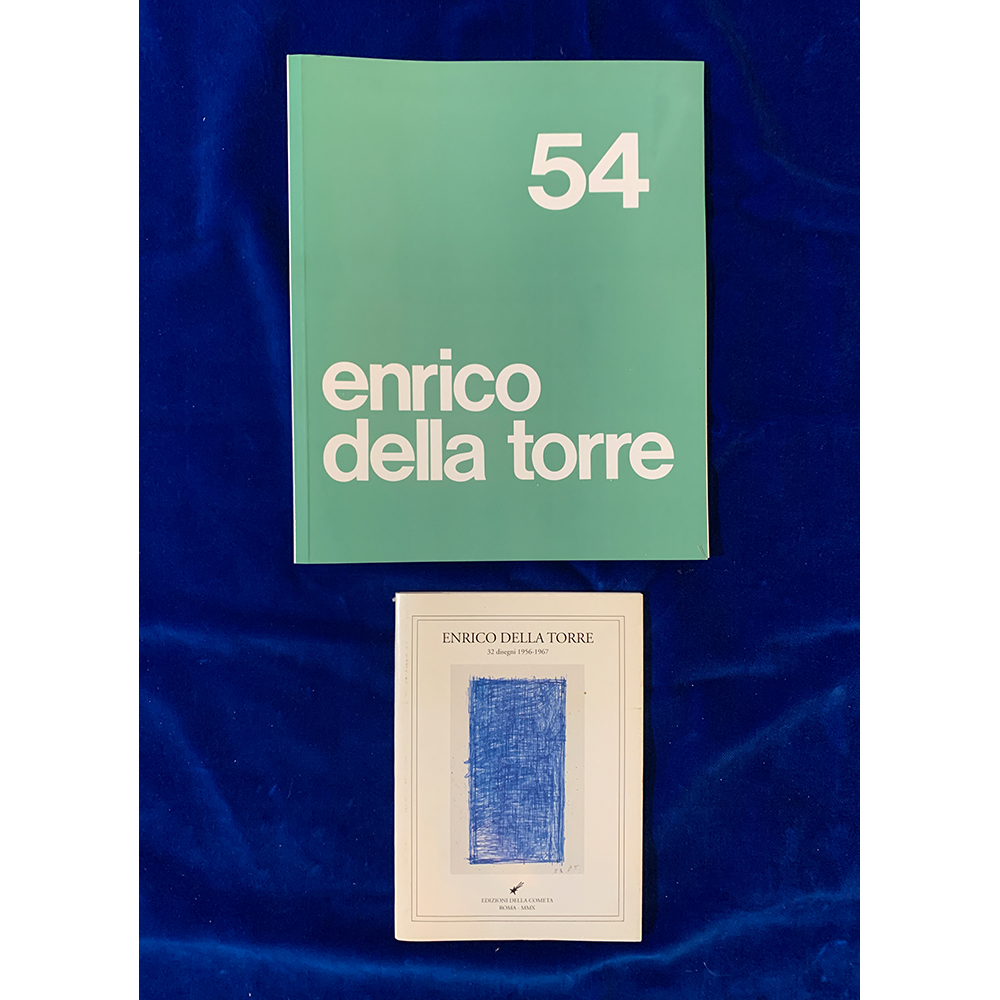 54
enrico
della torre
ENRICO DELLA TORRE
32 disegni 1956-1967
EDIZIONI DELLA COMETA
ROMA - MMX